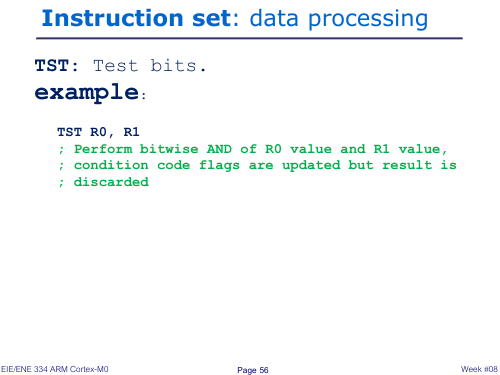 Instruction set: data processing
TST: Test bits.
example:
TST R0, R1
; Perform bitwise AND of R0 value and R1 value,
; condition code flags are updated but result is
; discarded
EIE/ENE 334 ARM Cortex-M0
Page 56
Week #08